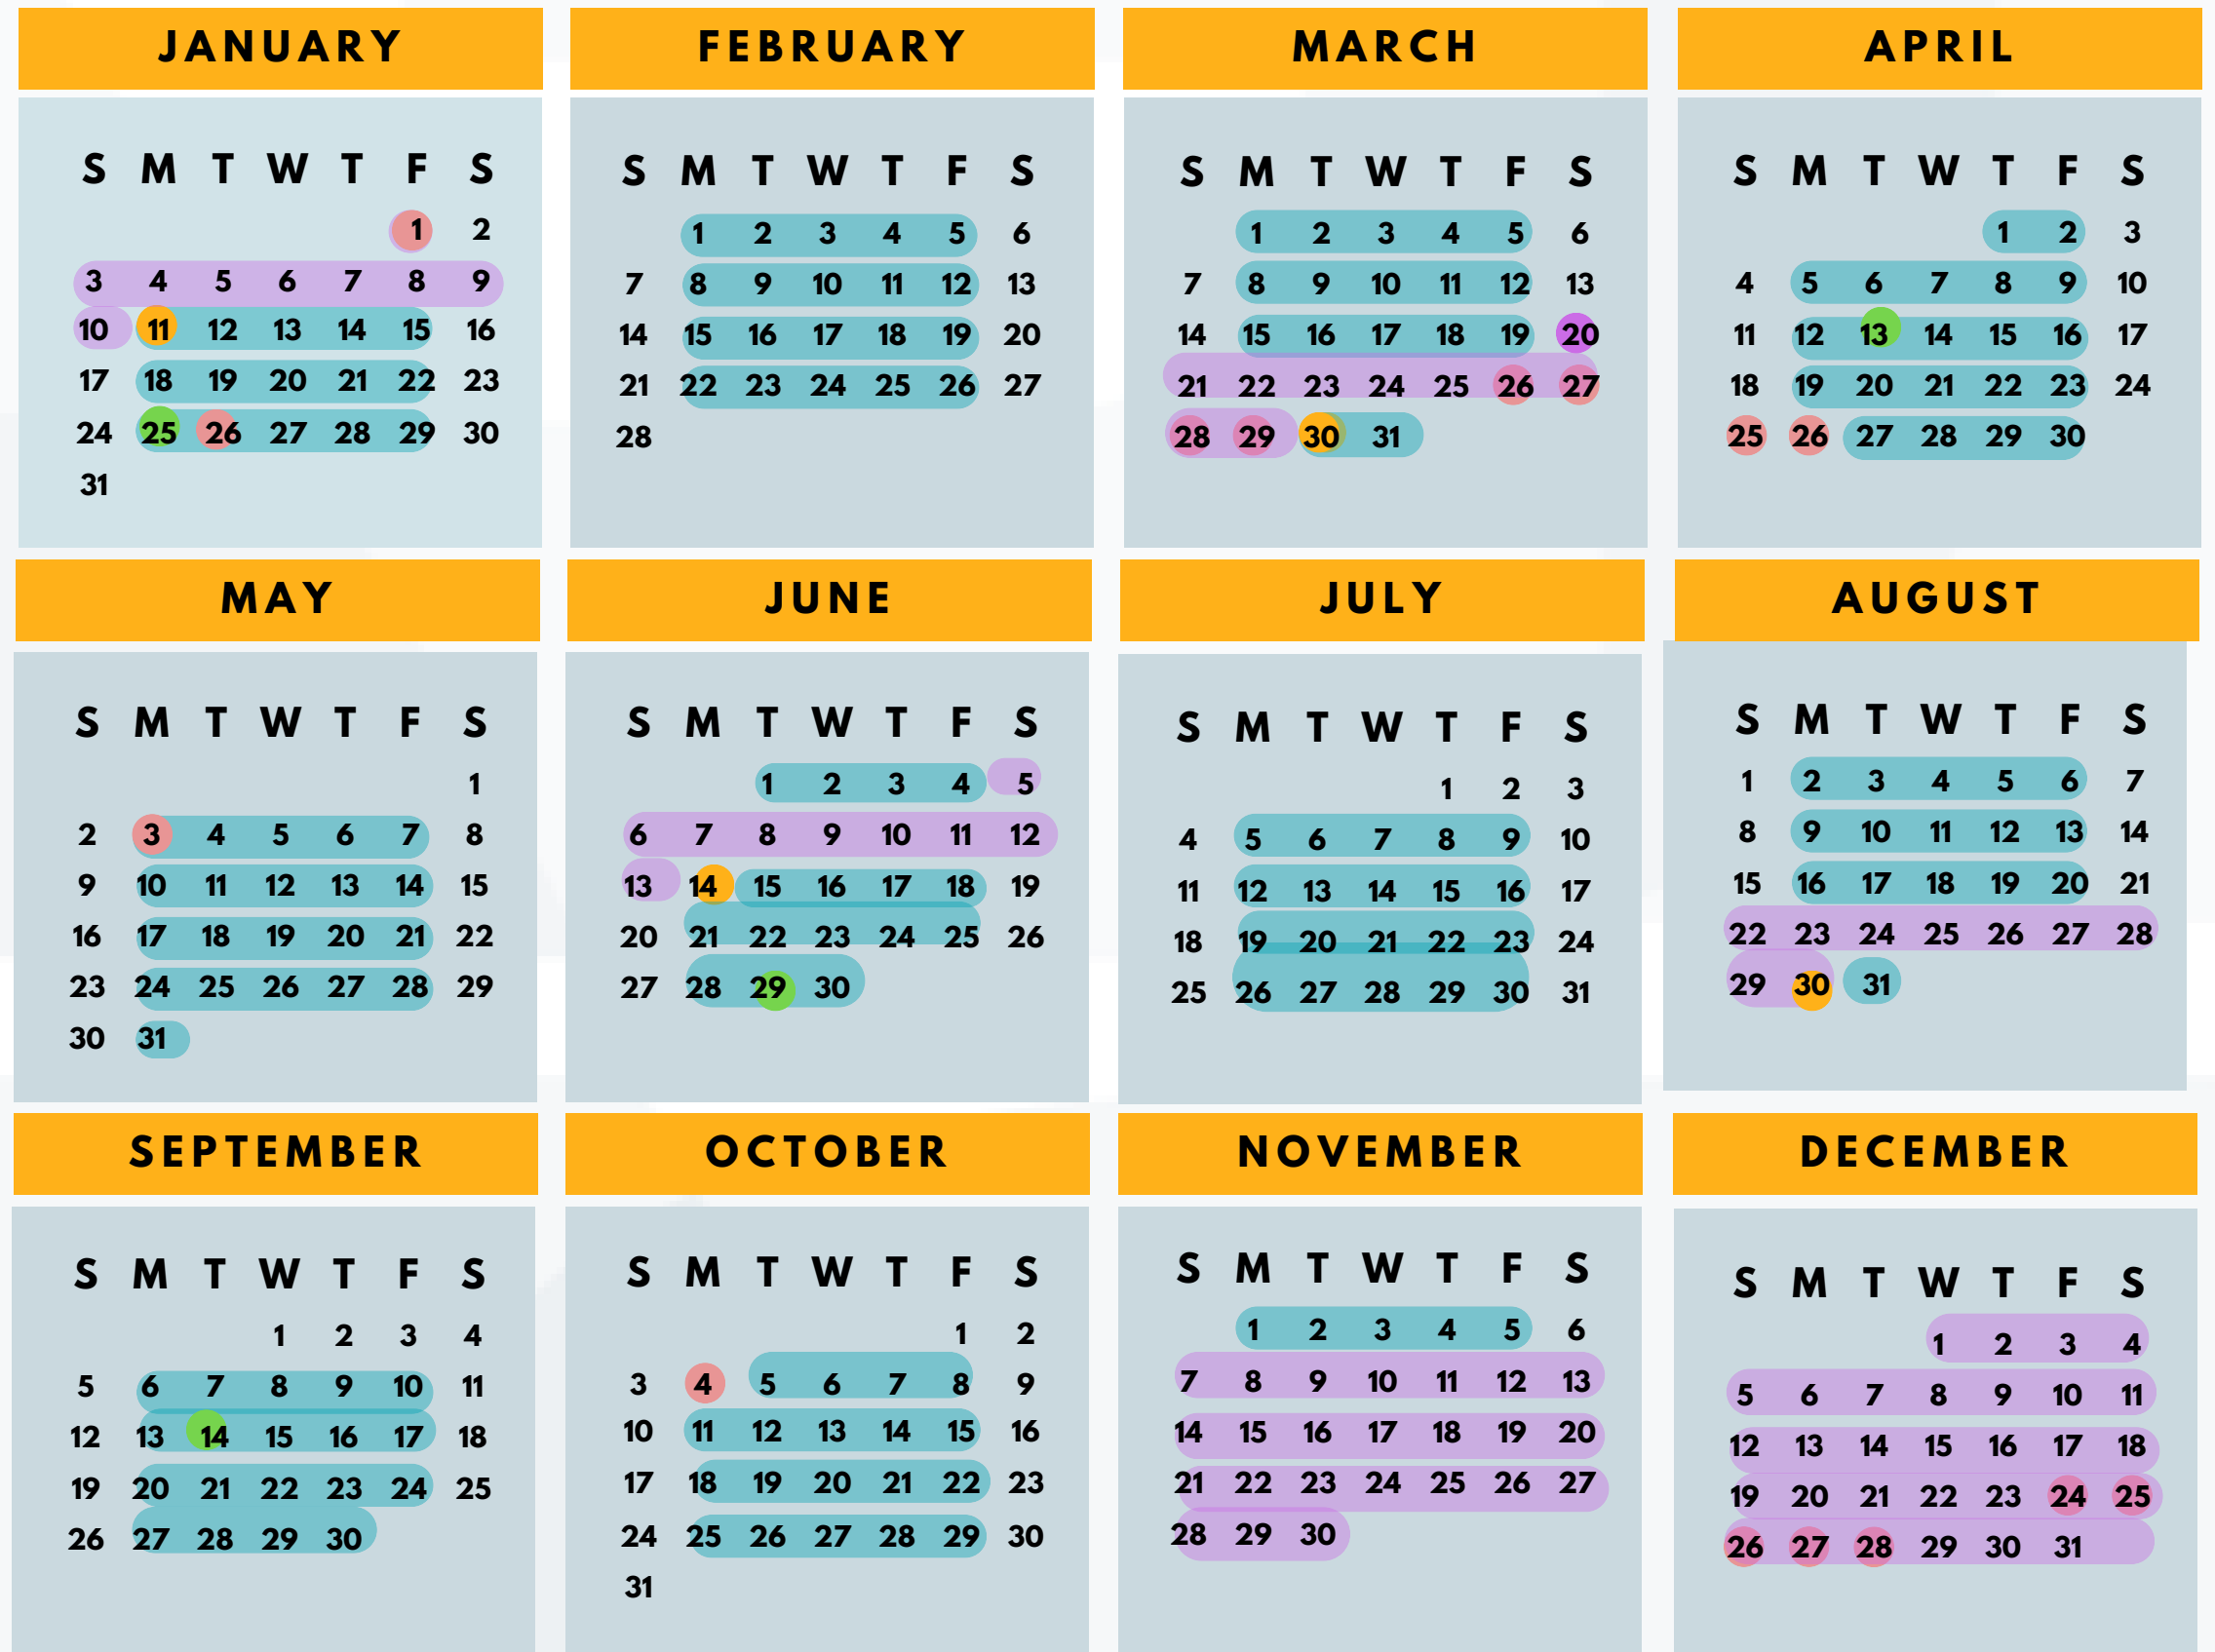 JANUARY
S M T W T F S
1 2
3 4 5 6 7 8 9
10 11 12 13 14 15 16
17 18 19 20 21 22 23
24 25 26 27 28 29 30
31
FEBRUARY
S M T W T F S
1 2 3 4 5 6
7 8 9 10 11 12 13
14 15 16 17 18 19 20
21 22 23 24 25 26 27
28
MARCH
S M T W T F S
1 2 3 4 5 6
7 8 9 10 11 12 13
14 15 16 17 18 19 20
21 22 23 24 25 26 27
28 29 30 31
APRIL
S M T W T F S
1 2 3
4 5 6 7 8 9 10
11 12 13 14 15 16 17
18 19 20 21 22 23 24
25 26 27 28 29 30
MAY
S M T W T F S
1
2 3 4 5 6 7 8
9 10 11 12 13 14 15
16 17 18 19 20 21 22
23 24 25 26 27 28 29
30 31
JUNE
S M T W T F S
1 2 3 4 5
6 7 8 9 10 11 12
13 14 15 16 17 18 19
20 21 22 23 24 25 26
27 28 29 30
JULY
S M T W T F S
1 2 3
4 5 6 7 8 9 10
11 12 13 14 15 16 17
18 19 20 21 22 23 24
25 26 27 28 29 30 31
AUGUST
S M T W T F S
1 2 3 4 5 6 7
8 9 10 11 12 13 14
15 16 17 18 19 20 21
22 23 24 25 26 27 28
29 30 31
SEPTEMBER
S M T W T F S
1 2 3 4
5 6 7 8 9 10 11
12 13 14 15 16 17 18
19 20 21 22 23 24 25
26 27 28 29 30
OCTOBER
S M T W T F S
1 2
3 4 5 6 7 8 9
10 11 12 13 14 15 16
17 18 19 20 21 22 23
24 25 26 27 28 29 30
31
NOVEMBER
S M T W T F S
1 2 3 4 5 6
7 8 9 10 11 12 13
14 15 16 17 18 19 20
21 22 23 24 25 26 27
28 29 30
DECEMBER
S M T W T F S
1 2 3 4
5 6 7 8 9 10 11
12 13 14 15 16 17 18
19 20 21 22 23 24 25
26 27 28 29 30 31